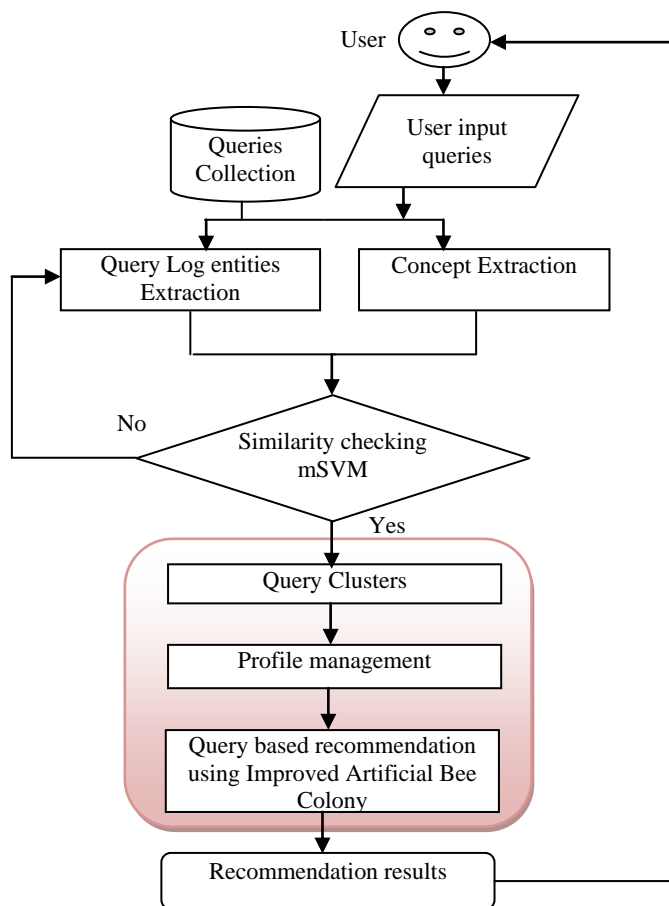 User
User input
queries
Queries
Collection
Query Log entities
Extraction
Concept Extraction
No
Similarity checking
mSVM
Yes
Query Clusters
Profile management
Query based recommendation
using Improved Artificial Bee
Colony
Recommendation results